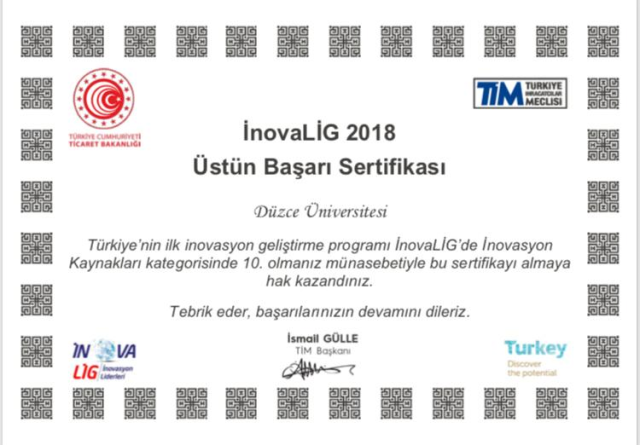 TÜRKİYE CUMHURİYETİ
TİCARET BAKANLIĞI
TİM TÜRKİYE
İHRACATÇILAR
MECLİSİ
İnovaLİG 2018
Üstün Başarı Sertifikası
Düzce Üniversitesi
Türkiye'nin ilk inovasyon geliştirme programı İnovaLİG'de İnovasyon
Kaynakları kategorisinde 10. olmanız münasebetiyle bu sertifikayı almaya
hak kazandınız.
Tebrik eder, başarılarınızın devamını dileriz.
İsmail GÜLLE
TİM Başkanı
INOVA
LİG İnovasyon
Liderleri
Turkey
Discover
the potential